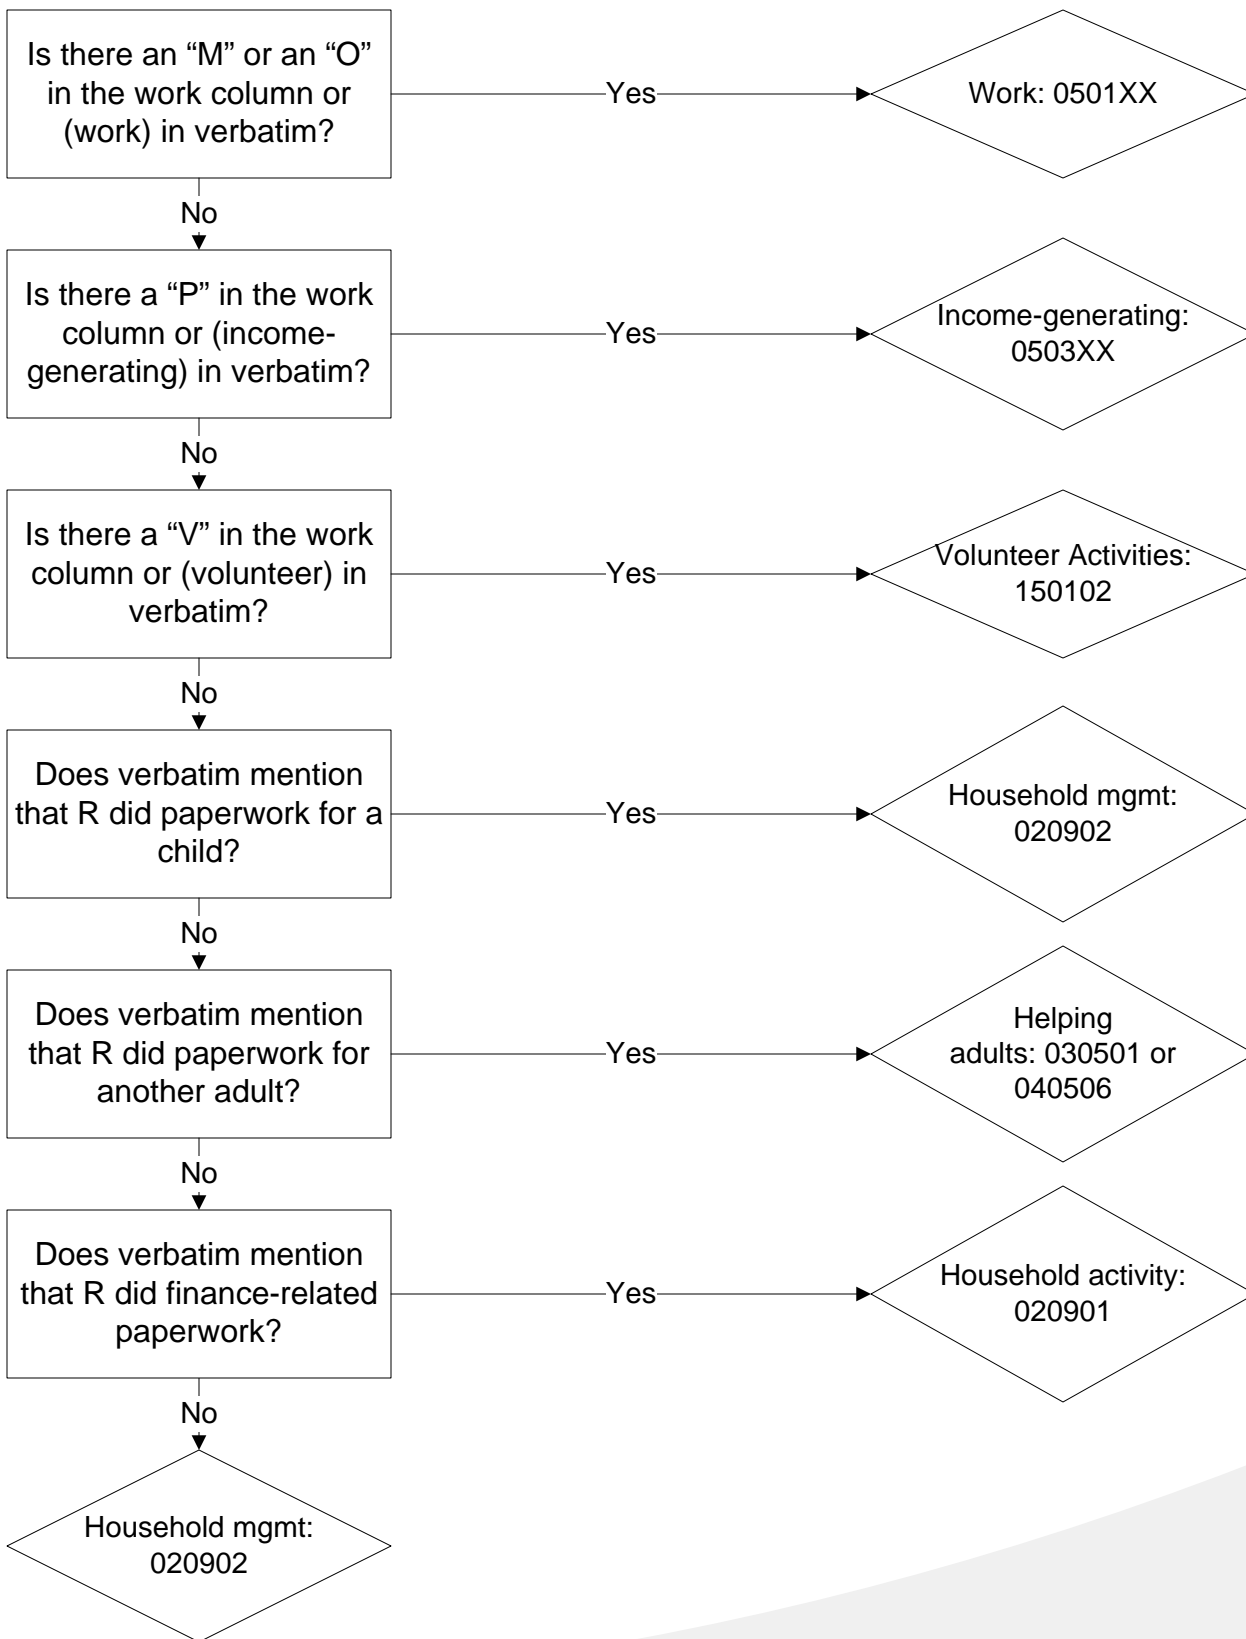 Is there an “M” or an “O”
in the work column or
(work) in verbatim?
Yes
Work: 0501XX
No
Is there a “P” in the work
column or (income-
generating) in verbatim?
Yes
Income-generating:
0503XX
No
Is there a “V” in the work
column or (volunteer) in
verbatim?
Yes
Volunteer Activities:
150102
No
Does verbatim mention
that R did paperwork for a
child?
Yes
Household mgmt:
020902
No
Does verbatim mention
that R did paperwork for
another adult?
Yes
Helping
adults: 030501 or
040506
No
Does verbatim mention
that R did finance-related
paperwork?
Yes
Household activity:
020901
No
Household mgmt:
020902